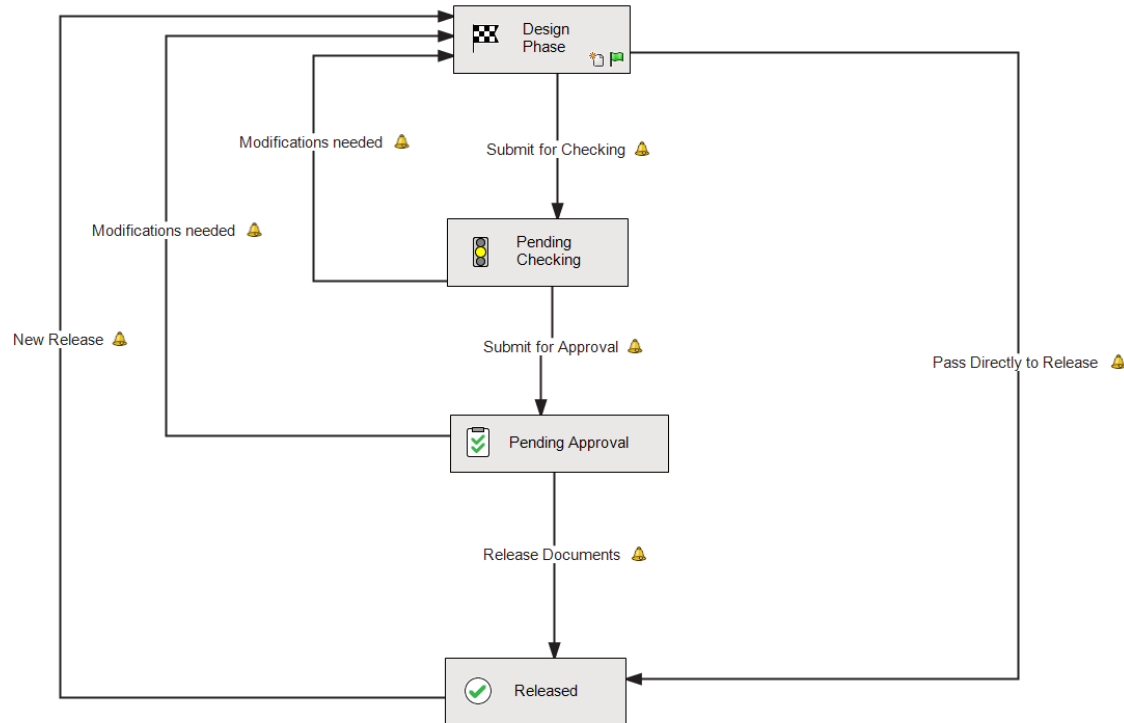 Design
Phase
Modifications needed
Submit for Checking
Modifications needed
Pending
Checking
New Release
Submit for Approval
Pass Directly to Release
Pending Approval
Release Documents
Released